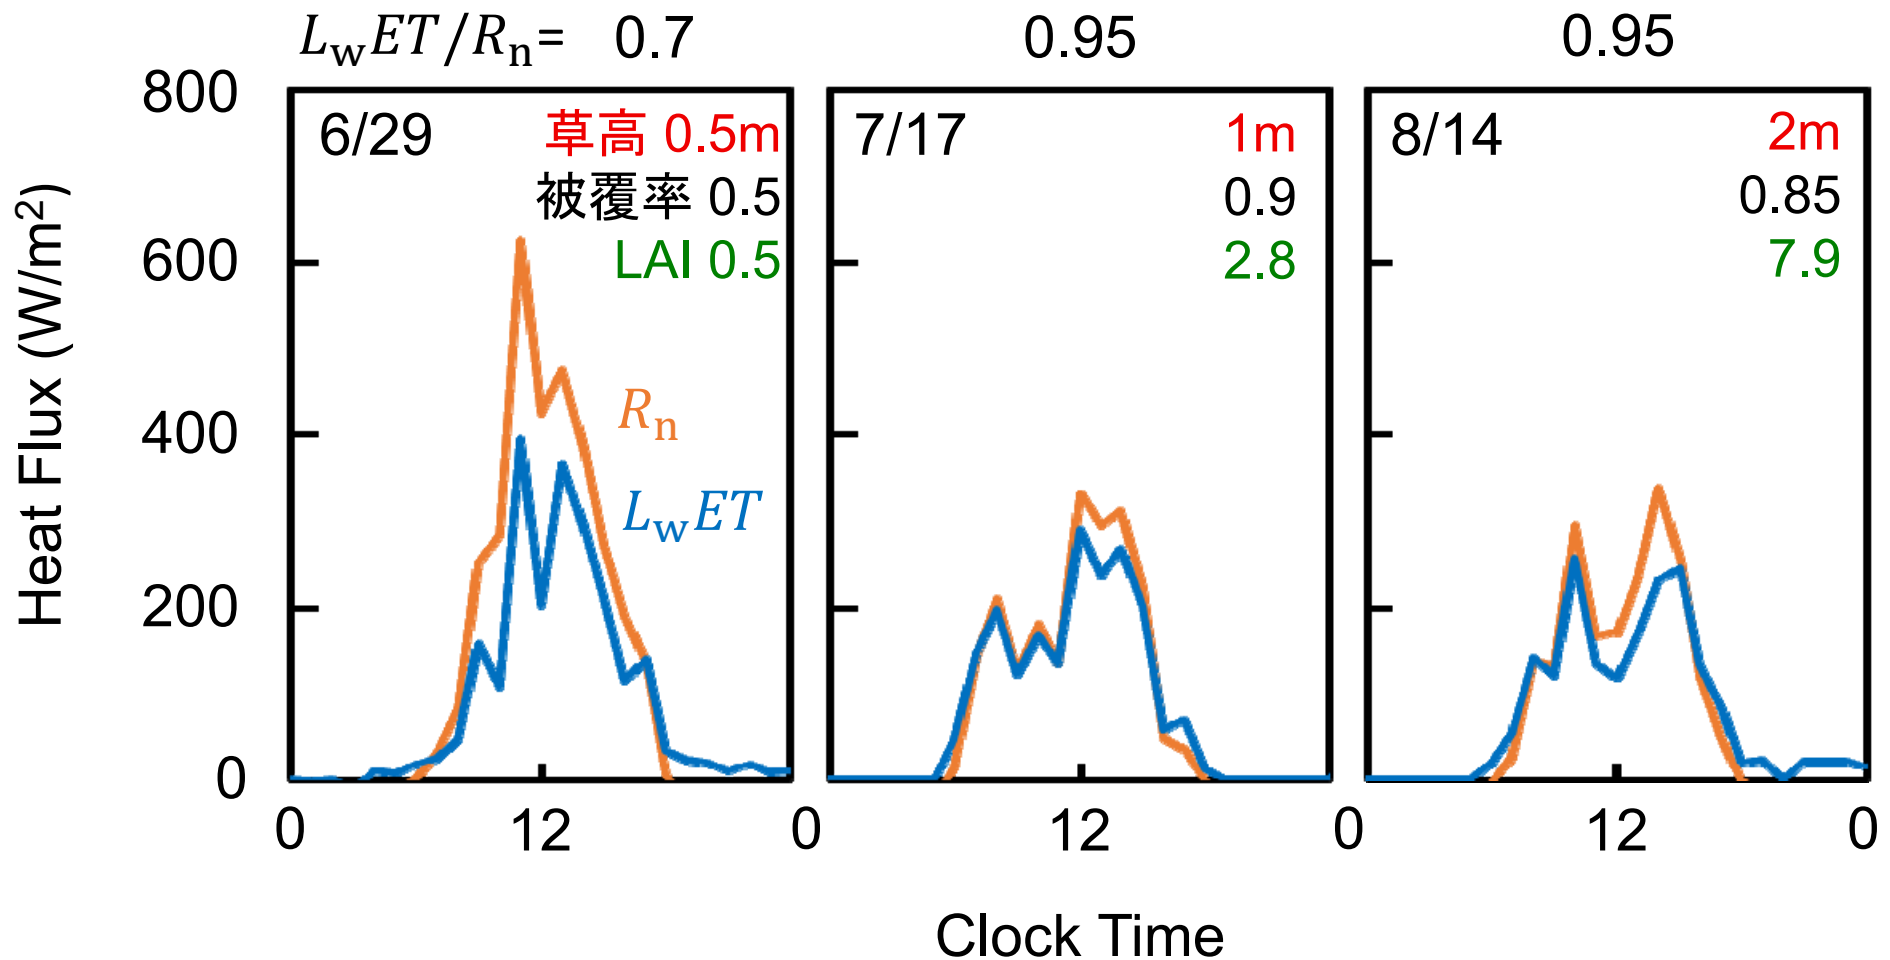 LwET/Rn= 0.7 0.95 0.95
800
600
400
200
0
Heat Flux (W/m²)
6/29
草高 0.5m
被覆率 0.5
LAI 0.5
Rn
LwET
7/17
1m
0.9
2.8
8/14
2m
0.85
7.9
0 12 0 12 0 12 0
Clock Time